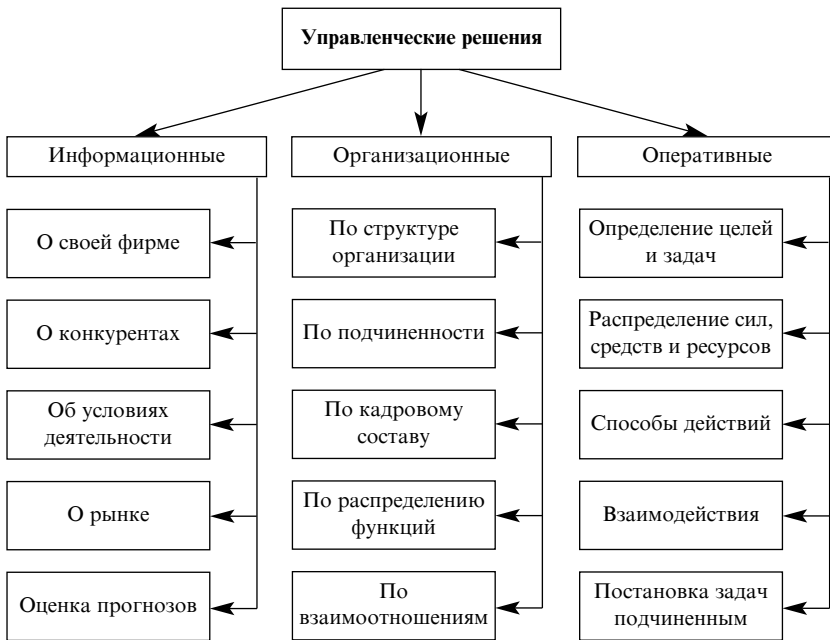 Управленческие решения
Информационные
О своей фирме
О конкурентах
Об условиях
деятельности
О рынке
Оценка прогнозов
Организационные
По структуре
организации
По подчиненности
По кадровому
составу
По распределению
функций
По
взаимоотношениям
Оперативные
Определение целей
и задач
Распределение сил,
средств и ресурсов
Способы действий
Взаимодействия
Постановка задач
подчиненным